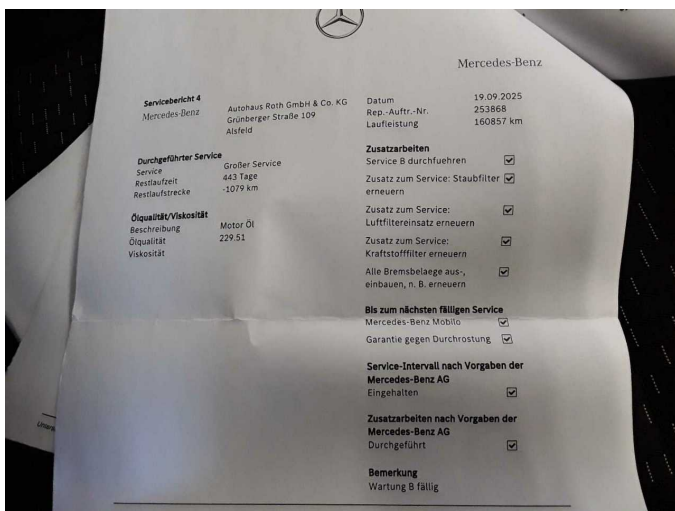 Mercedes-Benz
Servicebericht 4
Mercedes-Benz
Autohaus Roth GmbH & Co. KG
Grünberger Straße 109
Alsfeld
Datum 19.09.2025
Rep.-Auftr.-Nr. 253868
Laufleistung 160857 km
Durchgeführter Service
Service Großer Service
Restlaufzeit 443 Tage
Restlaufstrecke -1079 km
Ölqualität/Viskosität
Beschreibung Motor Öl
Ölqualität 229.51
Viskosität
Zusatzarbeiten
Service B durchfuehren
Zusatz zum Service: Staubfilter
erneuern
Zusatz zum Service:
Luftfiltereinsatz erneuern
Zusatz zum Service:
Kraftstofffilter erneuern
Alle Bremsbelaege aus-,
einbauen, n. B. erneuern
Bis zum nächsten fälligen Service
Mercedes-Benz Mobilo
Garantie gegen Durchrostung
Service-Intervall nach Vorgaben der
Mercedes-Benz AG
Eingehalten
Zusatzarbeiten nach Vorgaben der
Mercedes-Benz AG
Durchgeführt
Bemerkung
Wartung B fällig